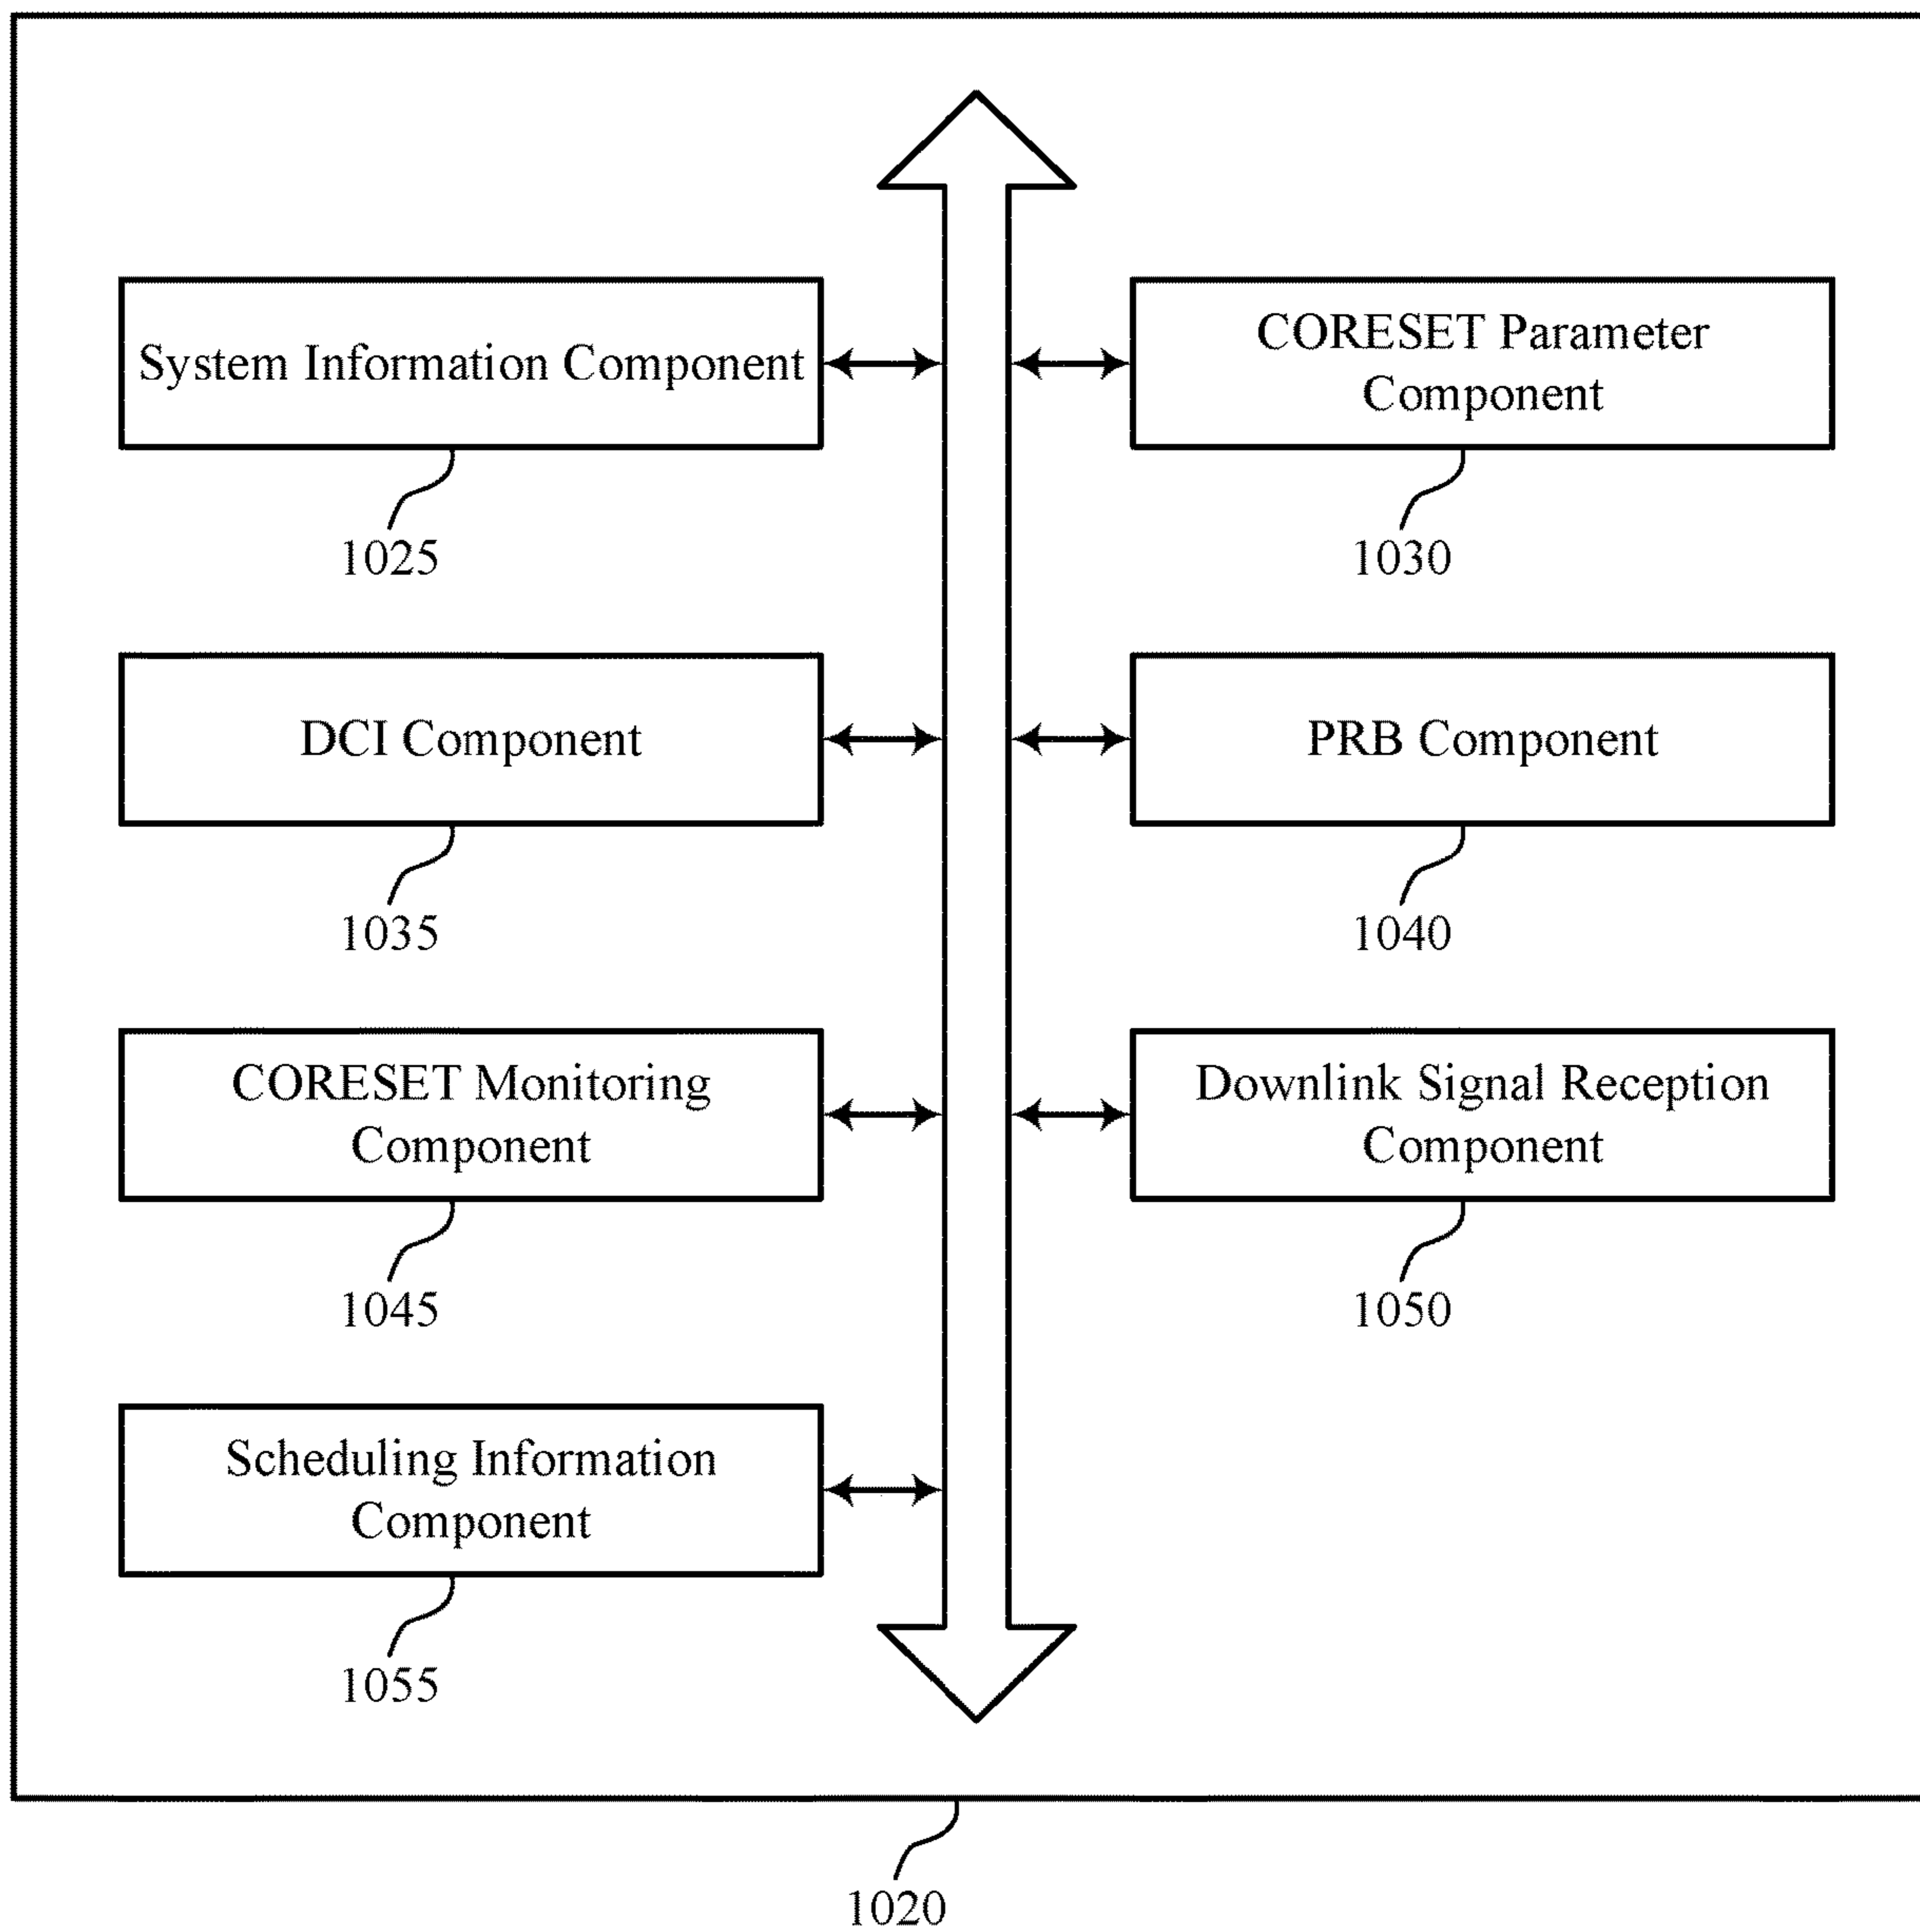 System Information Component
1025
CORESET Parameter
Component
1030
DCI Component
1035
PRB Component
1040
CORESET Monitoring
Component
1045
Downlink Signal Reception
Component
1050
Scheduling Information
Component
1055
1020